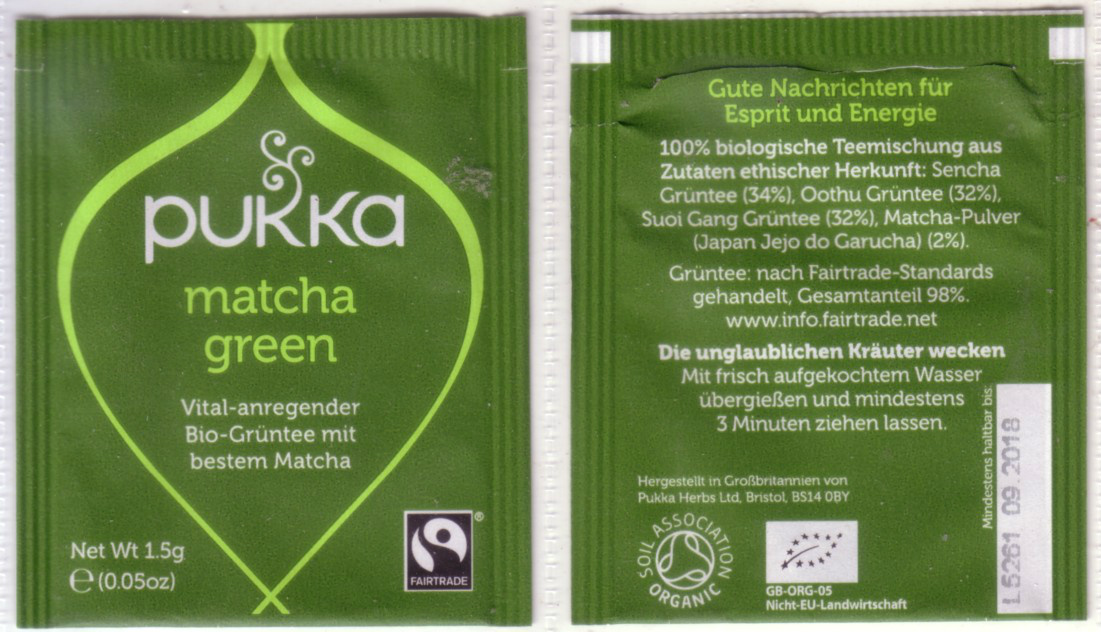 pukka
matcha
green
Vital-anregender
Bio-Grüntee mit
bestem Matcha
Net Wt 1.5g
℮ (0.05oz)
®
FAIRTRADE
Gute Nachrichten für
Esprit und Energie
100% biologische Teemischung aus
Zutaten ethischer Herkunft: Sencha
Grüntee (34%), Oothu Grüntee (32%),
Suoi Gang Grüntee (32%), Matcha-Pulver
(Japan Jejo do Garucha) (2%).
Grüntee: nach Fairtrade-Standards
gehandelt, Gesamtanteil 98%.
www.info.fairtrade.net
Die unglaublichen Kräuter wecken
Mit frisch aufgekochtem Wasser
übergießen und mindestens
3 Minuten ziehen lassen.
Hergestellt in Großbritannien von
Pukka Herbs Ltd, Bristol, BS14 0BY
SOIL ASSOCIATION
ORGANIC
GB-ORG-05
Nicht-EU-Landwirtschaft
Mindestens haltbar bis:
L5261 09.2018